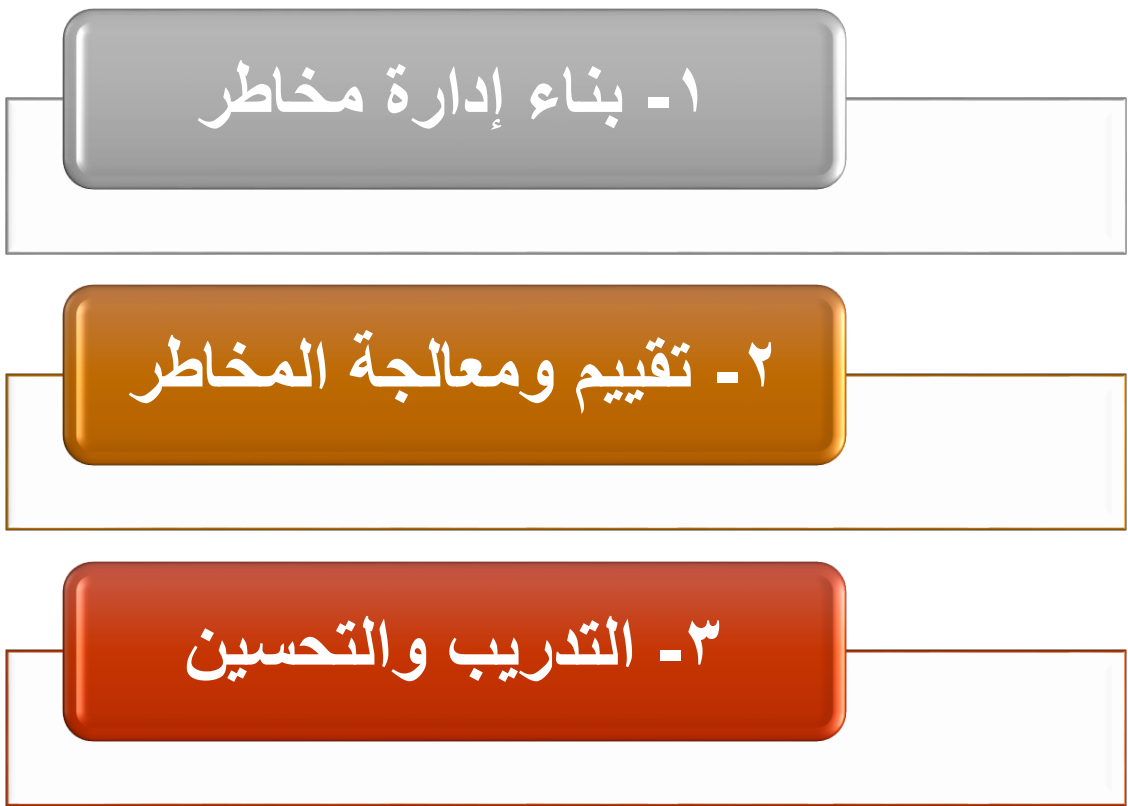 ١- بناء إدارة مخاطر
٢- تقييم ومعالجة المخاطر
٣- التدريب والتحسين